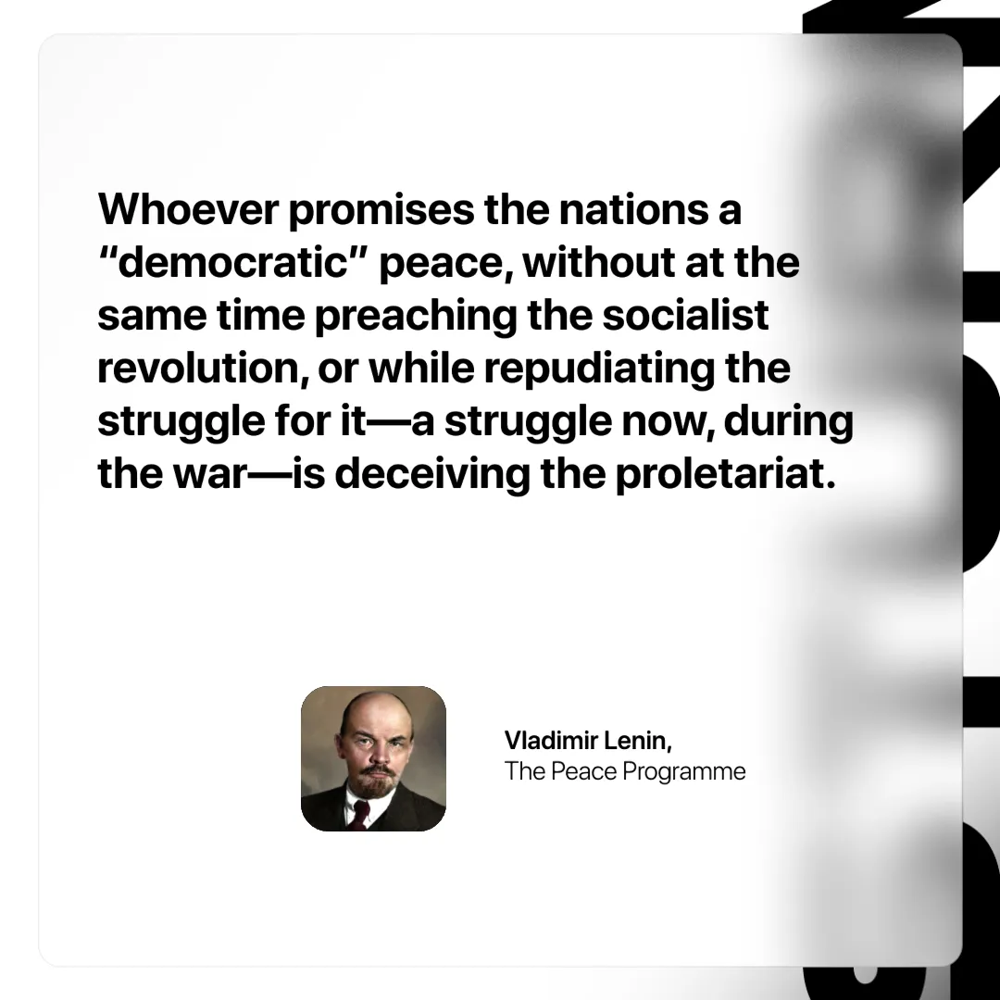 Whoever promises the nations a
“democratic” peace, without at the
same time preaching the socialist
revolution, or while repudiating the
struggle for it—a struggle now, during
the war—is deceiving the proletariat.
Vladimir Lenin,
The Peace Programme